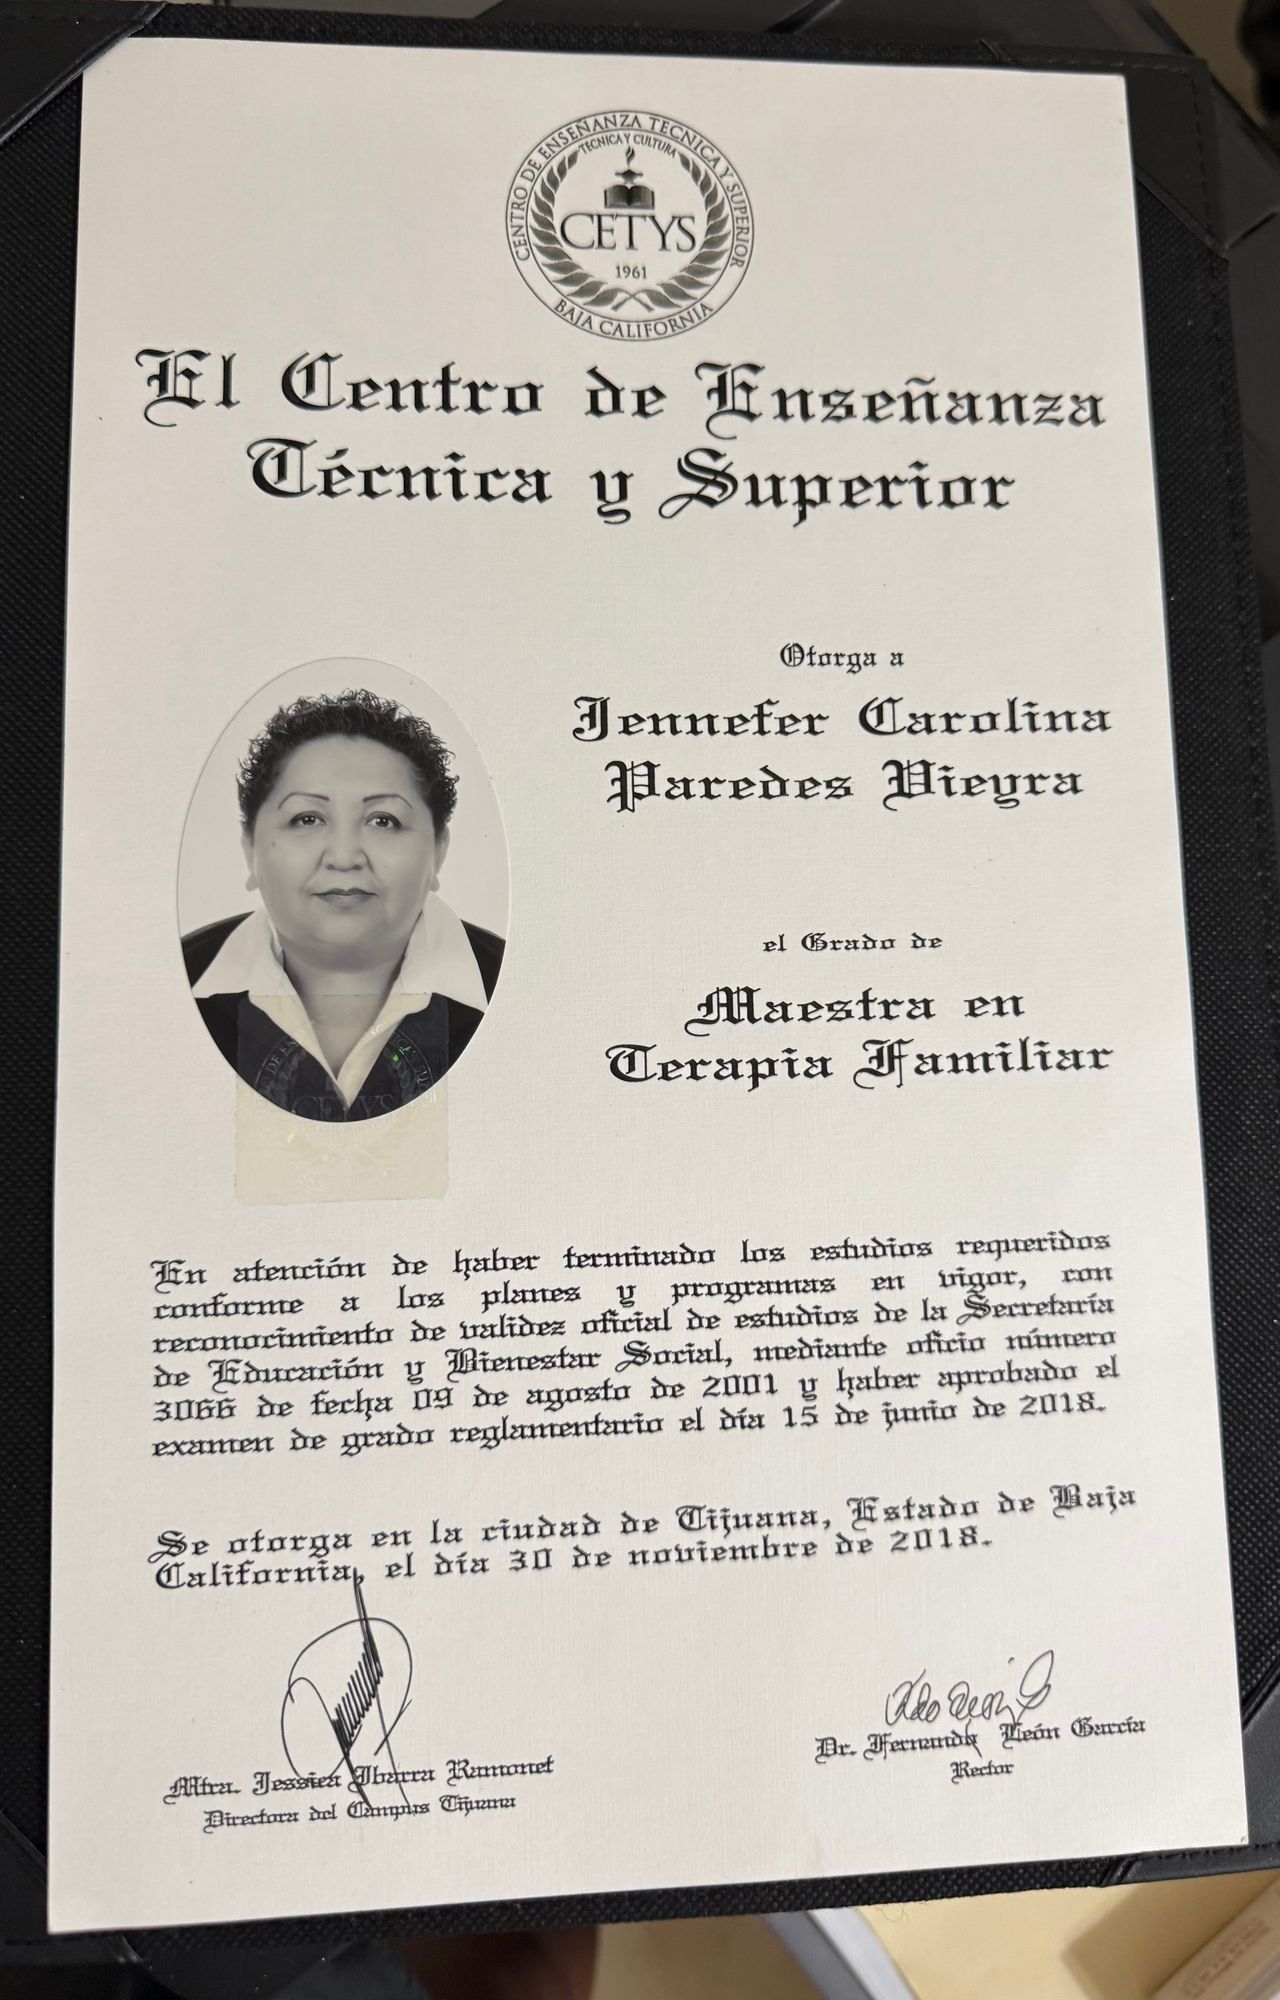 CENTRO DE ENSEÑANZA TECNICA Y SUPERIOR
TECNICA Y CULTURA
CETYS
1961
BAJA CALIFORNIA
El Centro de Enseñanza
Técnica y Superior
Otorga a
Jennefer Carolina
Paredes Vieyra
el Grado de
Maestra en
Terapia Familiar
CETYS
En atención de haber terminado los estudios requeridos
conforme a los planes y programas en vigor, con
reconocimiento de validez oficial de estudios de la Secretaría
de Educación y Bienestar Social, mediante oficio número
3066 de fecha 09 de agosto de 2001 y haber aprobado el
examen de grado reglamentario el día 15 de junio de 2018.
Se otorga en la ciudad de Tijuana, Estado de Baja
California, el día 30 de noviembre de 2018.
Mtra. Jessica Ibarra Ramonet
Directora del Campus Tijuana
Dr. Fernando León García
Rector